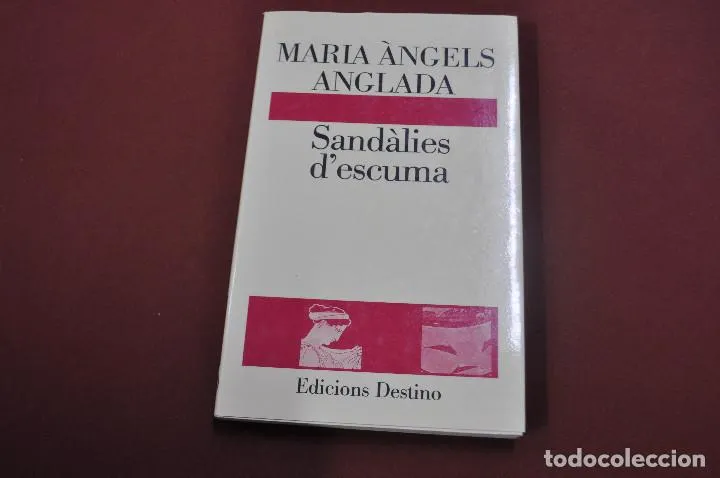 MARIA ÀNGELS
ANGLADA
Sandàlies
d'escuma
Edicions Destino
todocoleccion